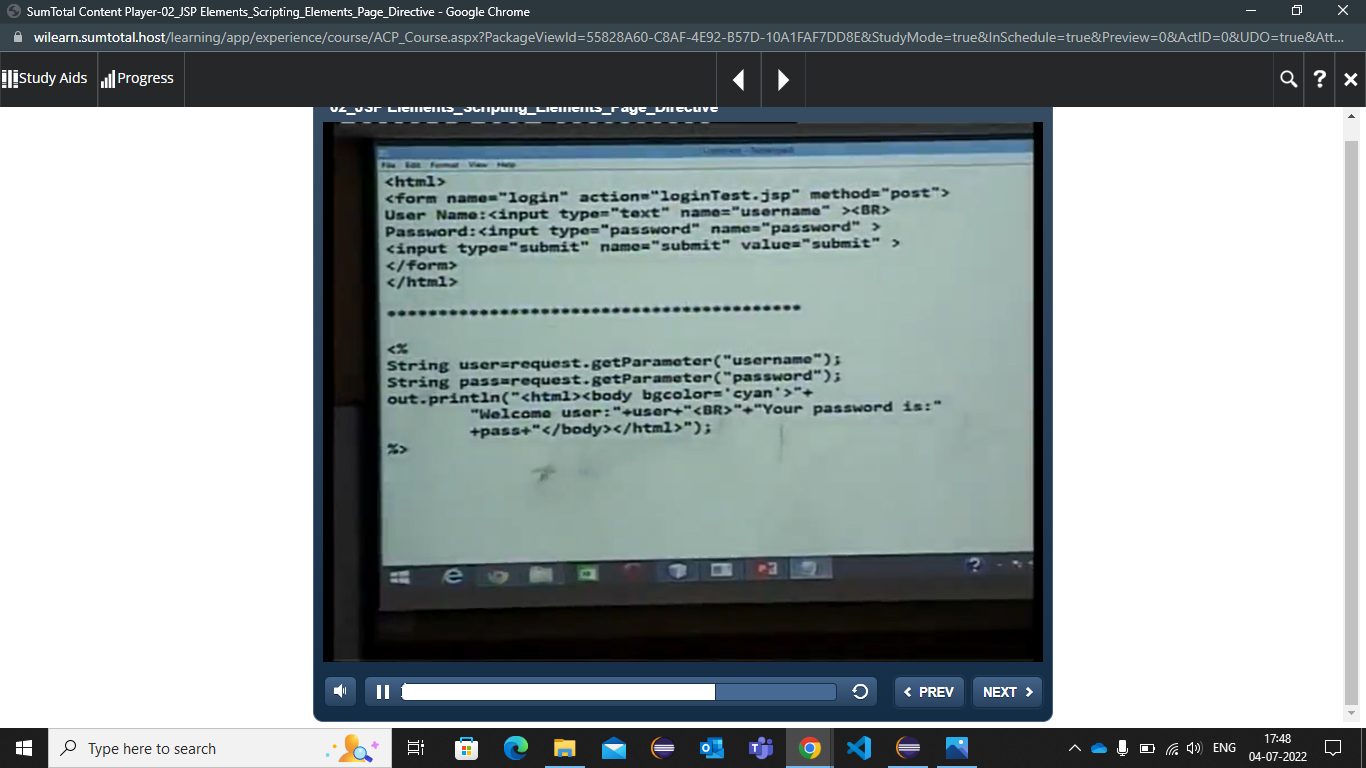 SumTotal Content Player-02_JSP Elements_Scripting_Elements_Page_Directive - Google Chrome
wilearn.sumtotal.host/learning/app/experience/course/ACP_Course.aspx?PackageViewId=55828A60-C8AF-4E92-B57D-10A1FAF7DD8E&StudyMode=true&InSchedule=true&Preview=0&ActID=0&UDO=true&Att...
Study Aids Progress ?
02_JSP Elements_Scripting_Elements_Page_Directive
File Edit Format View Help
<html>
<form name="login" action="loginTest.jsp" method="post">
User Name:<input type="text" name="username" ><BR>
Password:<input type="password" name="password" >
<input type="submit" name="submit" value="submit" >
</form>
</html>
****************************************
<%
String user=request.getParameter("username");
String pass=request.getParameter("password");
out.println("<html><body bgcolor='cyan'>"+
"Welcome user:"+user+"<BR>"+"Your password is:"
+pass+"</body></html>");
%>
PREV NEXT
Type here to search
ENG
17:48
04-07-2022